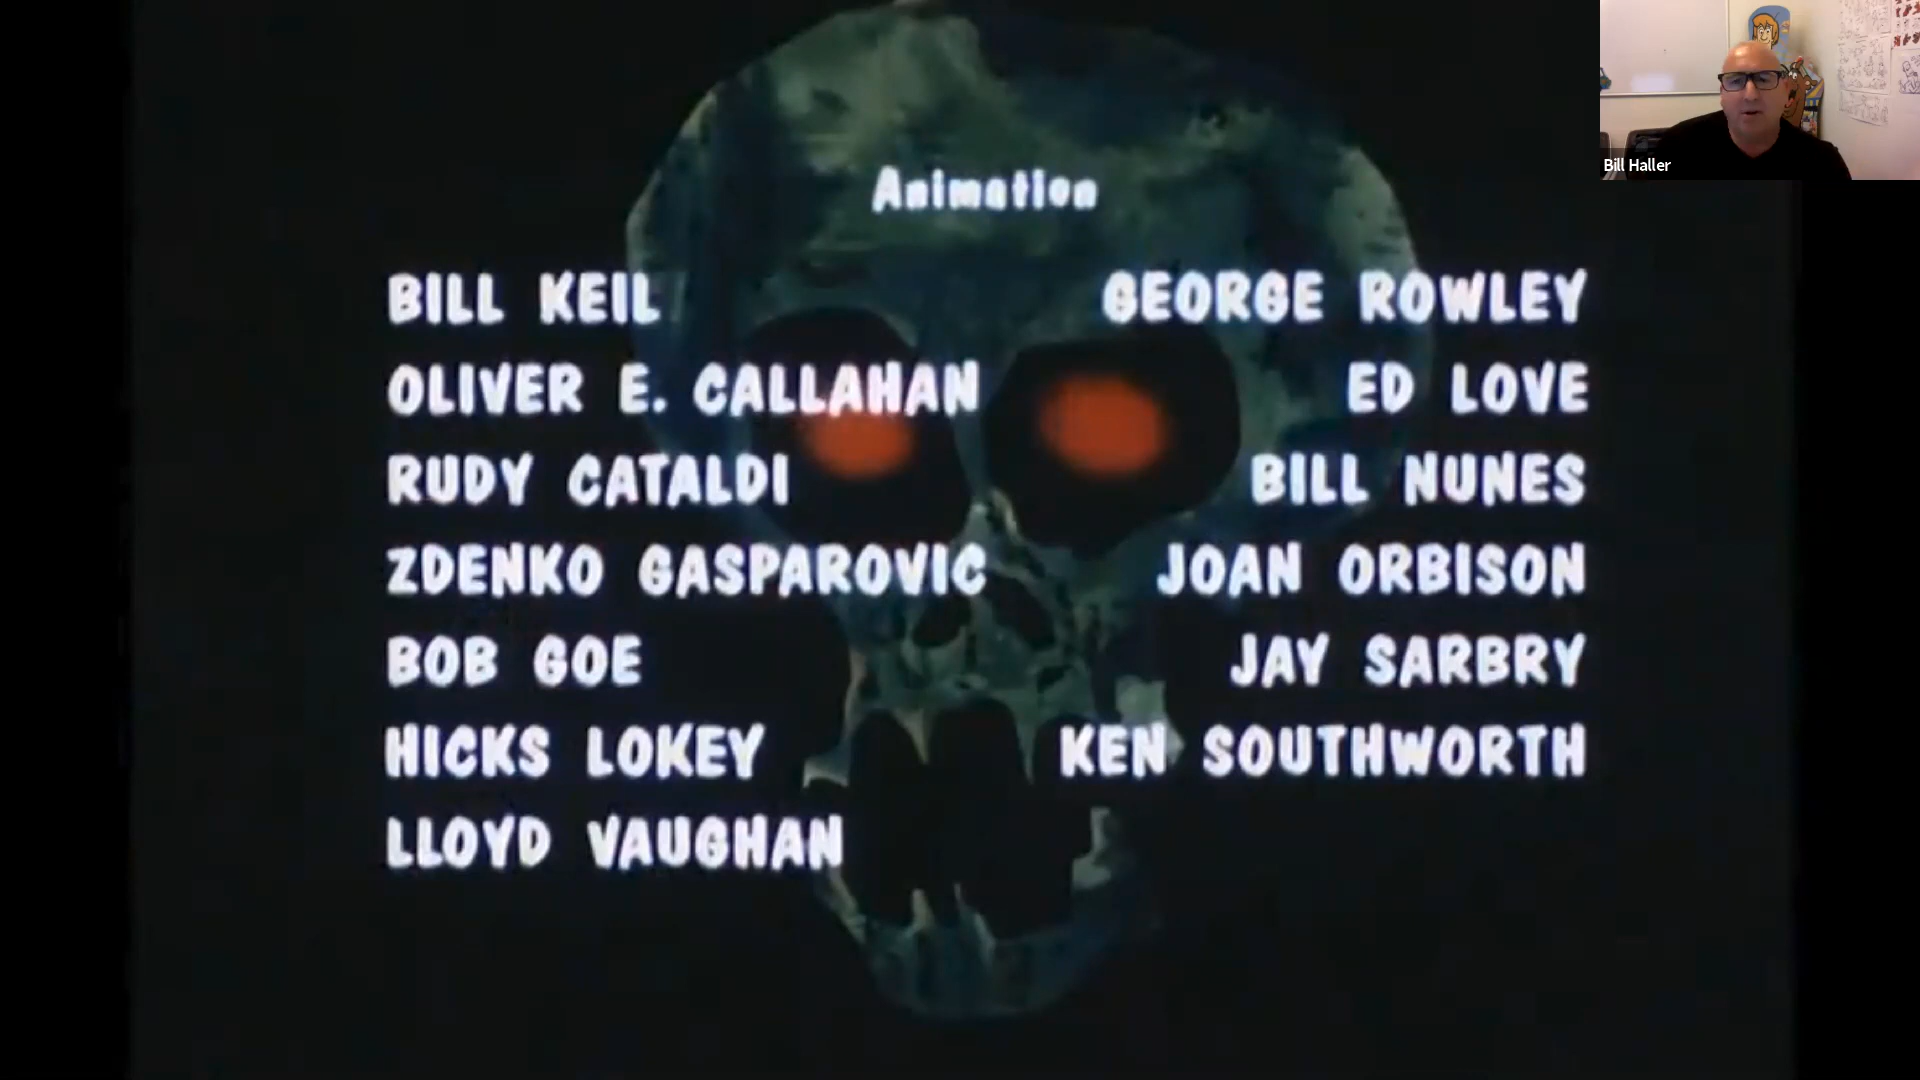 Animation
BILL KEIL GEORGE ROWLEY
OLIVER E. CALLAHAN ED LOVE
RUDY CATALDI BILL NUNES
ZDENKO GASPAROVIC JOAN ORBISON
BOB GOE JAY SARBRY
HICKS LOKEY KEN SOUTHWORTH
LLOYD VAUGHAN
Bill Haller